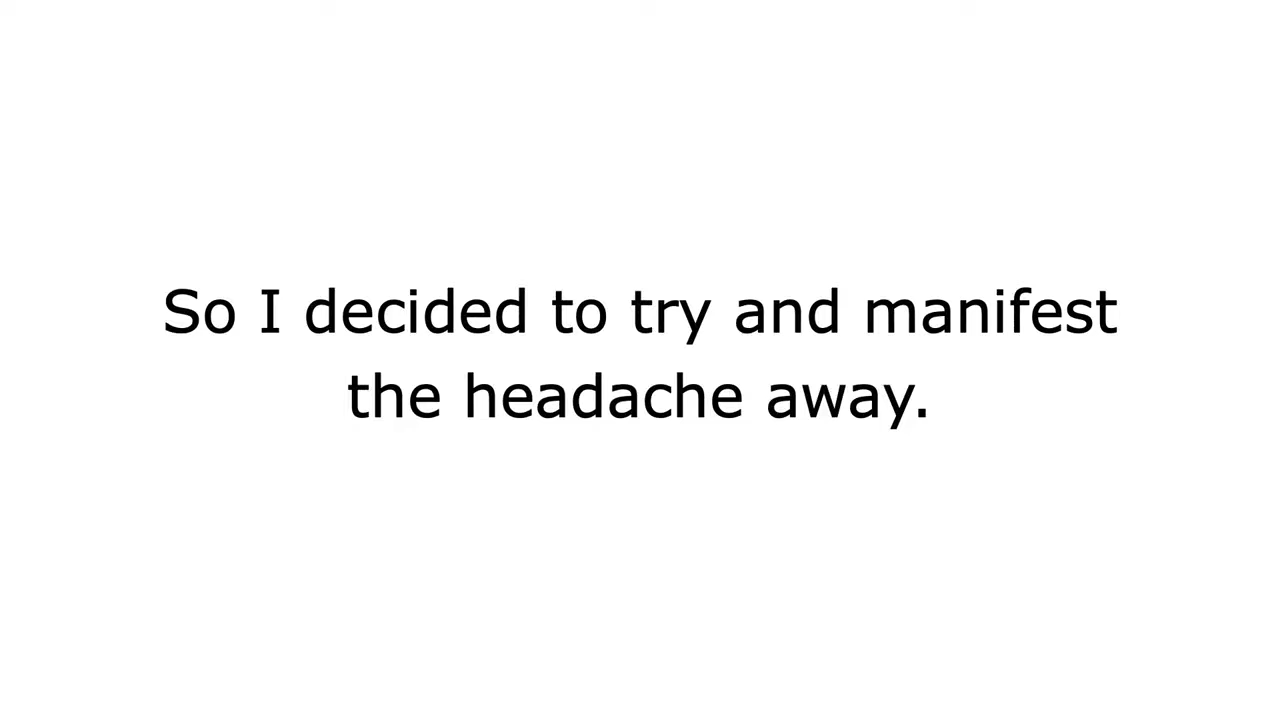 So I decided to try and manifest
the headache away.